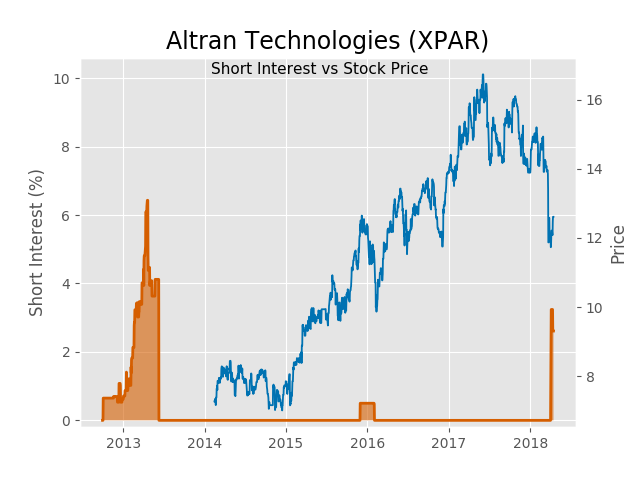 Altran Technologies (XPAR)
Short Interest vs Stock Price
Short Interest (%)
10
8
6
4
2
0
16
14
12
10
8
Price
2013 2014 2015 2016 2017 2018